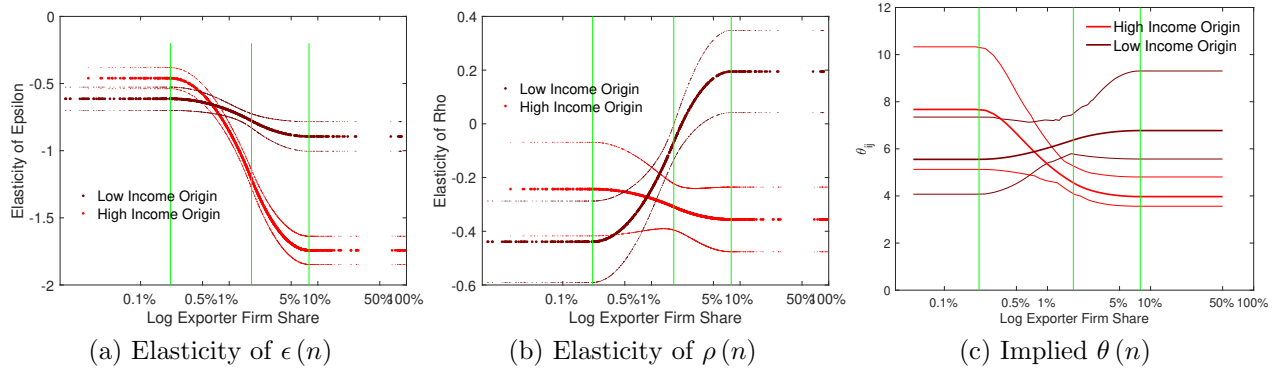 0
-0.5
-1
-1.5
-2
Elasticity of Epsilon
Low Income Origin
High Income Origin
0.1% 0.5% 1% 5% 10% 50% 100%
Log Exporter Firm Share
(a) Elasticity of ϵ (n)
0.4
0.2
0
-0.2
-0.4
-0.6
Elasticity of Rho
Low Income Origin
High Income Origin
0.1% 0.5% 1% 5% 10% 50% 100%
Log Exporter Firm Share
(b) Elasticity of ρ (n)
12
10
8
6
4
2
0
θij
High Income Origin
Low Income Origin
0.1% 0.5% 1% 5% 10% 50% 100%
Log Exporter Firm Share
(c) Implied θ (n)